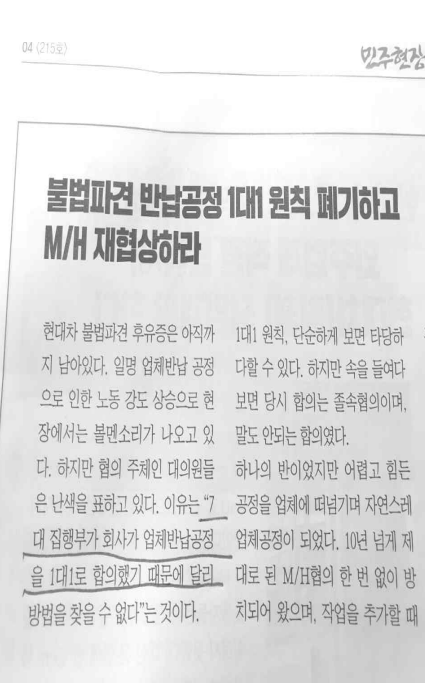 04 (215호)
민주현장
불법파견 반납공정 1대1 원칙 폐기하고
M/H 재협상하라
현대차 불법파견 후유증은 아직까
지 남아있다. 일명 업체반납 공정
으로 인한 노동 강도 상승으로 현
장에서는 볼멘소리가 나오고 있
다. 하지만 협의 주체인 대의원들
은 난색을 표하고 있다. 이유는 “7
대 집행부가 회사가 업체반납공정
을 1대1로 합의했기 때문에 달리
방법을 찾을 수 없다”는 것이다.
1대1 원칙, 단순하게 보면 타당하
다할 수 있다. 하지만 속을 들여다
보면 당시 합의는 졸속협의이며,
말도 안되는 합의였다.
하나의 반이었지만 어렵고 힘든
공정을 업체에 떠넘기며 자연스레
업체공정이 되었다. 10년 넘게 제
대로 된 M/H협의 한 번 없이 방
치되어 왔으며, 작업을 추가할 때